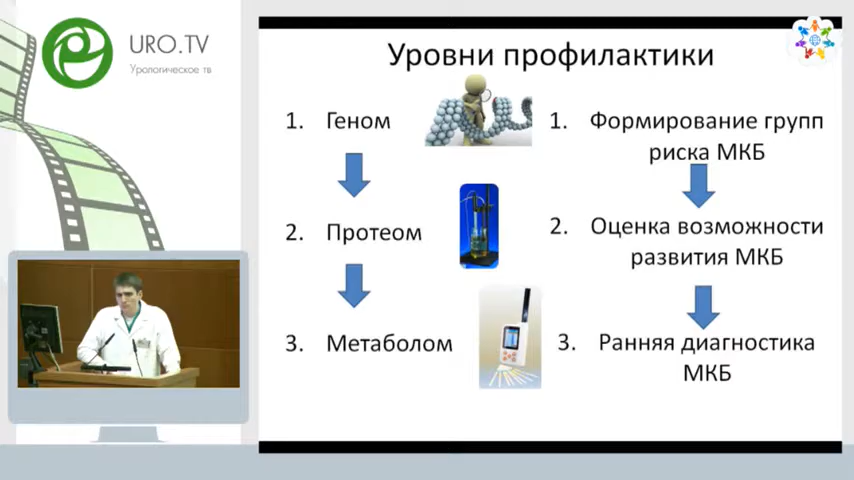 URO.TV
Урологическое тв
Уровни профилактики
1. Геном
2. Протеом
3. Метаболом
1. Формирование групп
риска МКБ
2. Оценка возможности
развития МКБ
3. Ранняя диагностика
МКБ